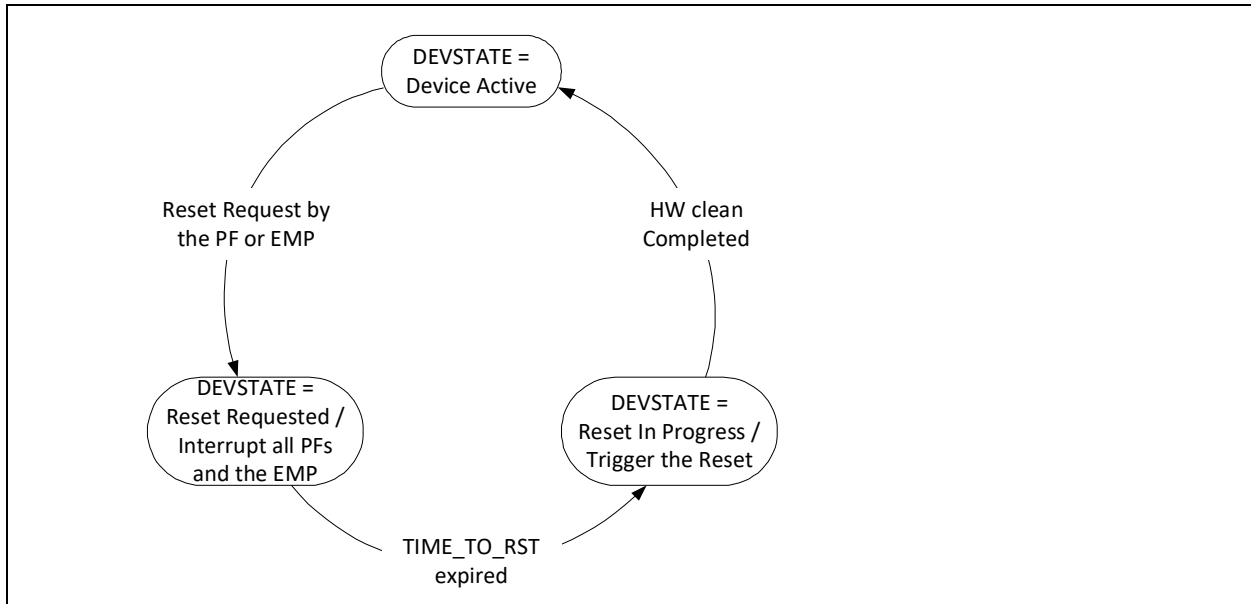 DEVSTATE =
Device Active
Reset Request by
the PF or EMP
HW clean
Completed
DEVSTATE =
Reset Requested /
Interrupt all PFs
and the EMP
DEVSTATE =
Reset In Progress /
Trigger the Reset
TIME_TO_RST
expired